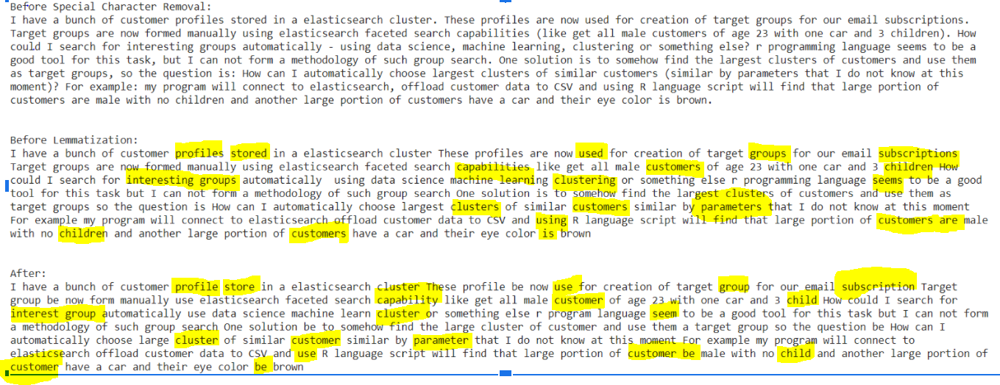 Before Special Character Removal:
I have a bunch of customer profiles stored in a elasticsearch cluster. These profiles are now used for creation of target groups for our email subscriptions.
Target groups are now formed manually using elasticsearch faceted search capabilities (like get all male customers of age 23 with one car and 3 children). How
could I search for interesting groups automatically - using data science, machine learning, clustering or something else? r programming language seems to be a
good tool for this task, but I can not form a methodology of such group search. One solution is to somehow find the largest clusters of customers and use them
as target groups, so the question is: How can I automatically choose largest clusters of similar customers (similar by parameters that I do not know at this
moment)? For example: my program will connect to elasticsearch, offload customer data to CSV and using R language script will find that large portion of
customers are male with no children and another large portion of customers have a car and their eye color is brown.
Before Lemmatization:
I have a bunch of customer profiles stored in a elasticsearch cluster These profiles are now used for creation of target groups for our email subscriptions
Target groups are now formed manually using elasticsearch faceted search capabilities like get all male customers of age 23 with one car and 3 children How
could I search for interesting groups automatically  using data science machine learning clustering or something else r programming language seems to be a good
tool for this task but I can not form a methodology of such group search One solution is to somehow find the largest clusters of customers and use them as
target groups so the question is How can I automatically choose largest clusters of similar customers similar by parameters that I do not know at this moment
For example my program will connect to elasticsearch offload customer data to CSV and using R language script will find that large portion of customers are male
with no children and another large portion of customers have a car and their eye color is brown
After:
I have a bunch of customer profile store in a elasticsearch cluster These profile be now use for creation of target group for our email subscription Target
group be now form manually use elasticsearch faceted search capability like get all male customer of age 23 with one car and 3 child How could I search for
interest group automatically use data science machine learn cluster or something else r program language seem to be a good tool for this task but I can not form
a methodology of such group search One solution be to somehow find the large cluster of customer and use them a target group so the question be How can I
automatically choose large cluster of similar customer similar by parameter that I do not know at this moment For example my program will connect to
elasticsearch offload customer data to CSV and use R language script will find that large portion of customer be male with no child and another large portion of
customer have a car and their eye color be brown